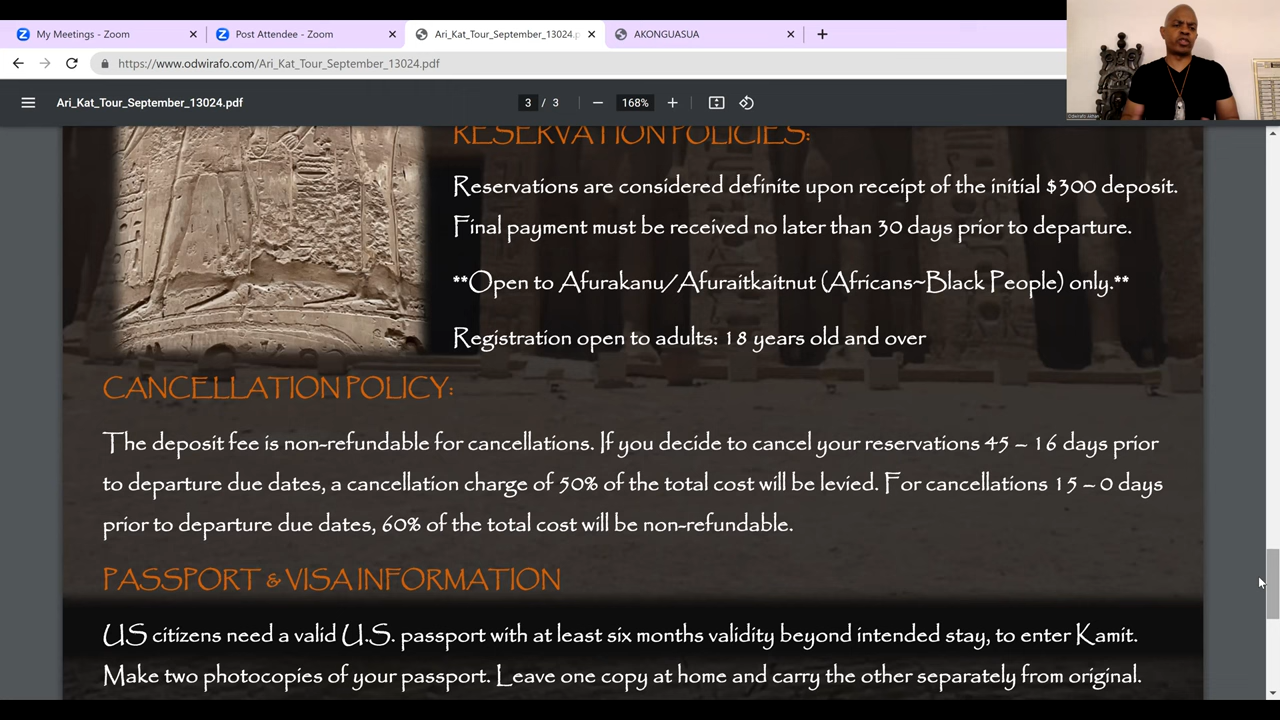 My Meetings - Zoom
Post Attendee - Zoom
Ari_Kat_Tour_September_13024.p
AKONGUASUA
https://www.odwirafo.com/Ari_Kat_Tour_September_13024.pdf
Ari_Kat_Tour_September_13024.pdf
3 / 3
168%
RESERVATION POLICIES:
Reservations are considered definite upon receipt of the initial $300 deposit.
Final payment must be received no later than 30 days prior to departure.
**Open to Afurakanu/Afuraitkaitnut (Africans~Black People) only.**
Registration open to adults: 18 years old and over
CANCELLATION POLICY:
The deposit fee is non-refundable for cancellations. If you decide to cancel your reservations 45 – 16 days prior
to departure due dates, a cancellation charge of 50% of the total cost will be levied. For cancellations 15 – 0 days
prior to departure due dates, 60% of the total cost will be non-refundable.
PASSPORT & VISA INFORMATION
US citizens need a valid U.S. passport with at least six months validity beyond intended stay, to enter Kamit.
Make two photocopies of your passport. Leave one copy at home and carry the other separately from original.